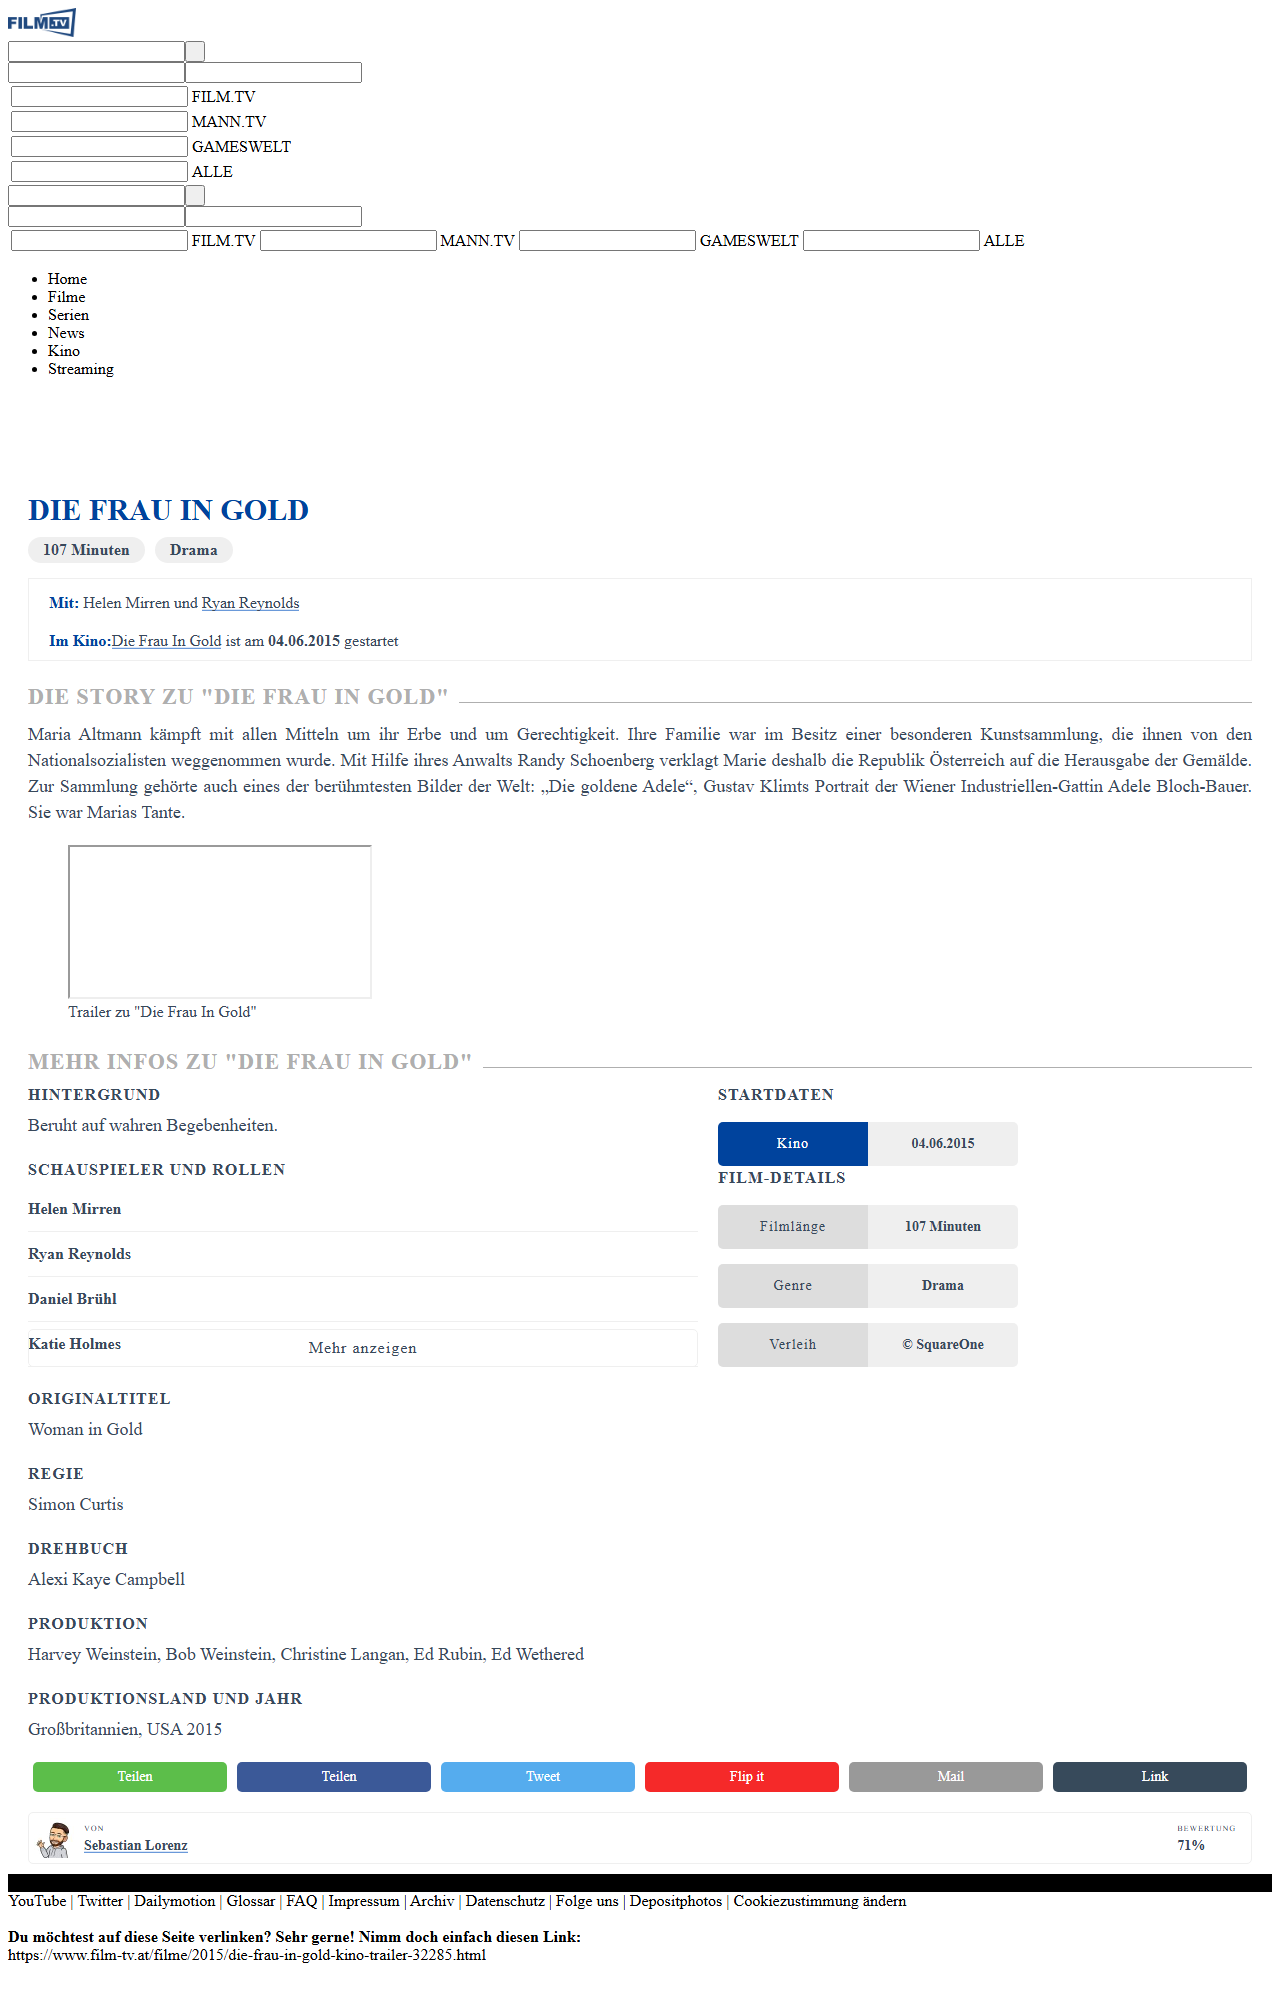 FILM.TV
FILM.TV
MANN.TV
GAMESWELT
ALLE
FILM.TV MANN.TV GAMESWELT ALLE
Home
Filme
Serien
News
Kino
Streaming
DIE FRAU IN GOLD
107 Minuten Drama
Mit: Helen Mirren und Ryan Reynolds
Im Kino:Die Frau In Gold ist am 04.06.2015 gestartet
DIE STORY ZU "DIE FRAU IN GOLD"
Maria Altmann kämpft mit allen Mitteln um ihr Erbe und um Gerechtigkeit. Ihre Familie war im Besitz einer besonderen Kunstsammlung, die ihnen von den
Nationalsozialisten weggenommen wurde. Mit Hilfe ihres Anwalts Randy Schoenberg verklagt Marie deshalb die Republik Österreich auf die Herausgabe der Gemälde.
Zur Sammlung gehörte auch eines der berühmtesten Bilder der Welt: „Die goldene Adele“, Gustav Klimts Portrait der Wiener Industriellen-Gattin Adele Bloch-Bauer.
Sie war Marias Tante.
Trailer zu "Die Frau In Gold"
MEHR INFOS ZU "DIE FRAU IN GOLD"
HINTERGRUND
Beruht auf wahren Begebenheiten.
SCHAUSPIELER UND ROLLEN
Helen Mirren
Ryan Reynolds
Daniel Brühl
Katie Holmes
Mehr anzeigen
ORIGINALTITEL
Woman in Gold
REGIE
Simon Curtis
DREHBUCH
Alexi Kaye Campbell
PRODUKTION
Harvey Weinstein, Bob Weinstein, Christine Langan, Ed Rubin, Ed Wethered
PRODUKTIONSLAND UND JAHR
Großbritannien, USA 2015
STARTDATEN
Kino 04.06.2015
FILM-DETAILS
Filmlänge 107 Minuten
Genre Drama
Verleih © SquareOne
Teilen Teilen Tweet Flip it Mail Link
VON
Sebastian Lorenz
BEWERTUNG
71%
YouTube | Twitter | Dailymotion | Glossar | FAQ | Impressum | Archiv | Datenschutz | Folge uns | Depositphotos | Cookiezustimmung ändern
Du möchtest auf diese Seite verlinken? Sehr gerne! Nimm doch einfach diesen Link:
https://www.film-tv.at/filme/2015/die-frau-in-gold-kino-trailer-32285.html